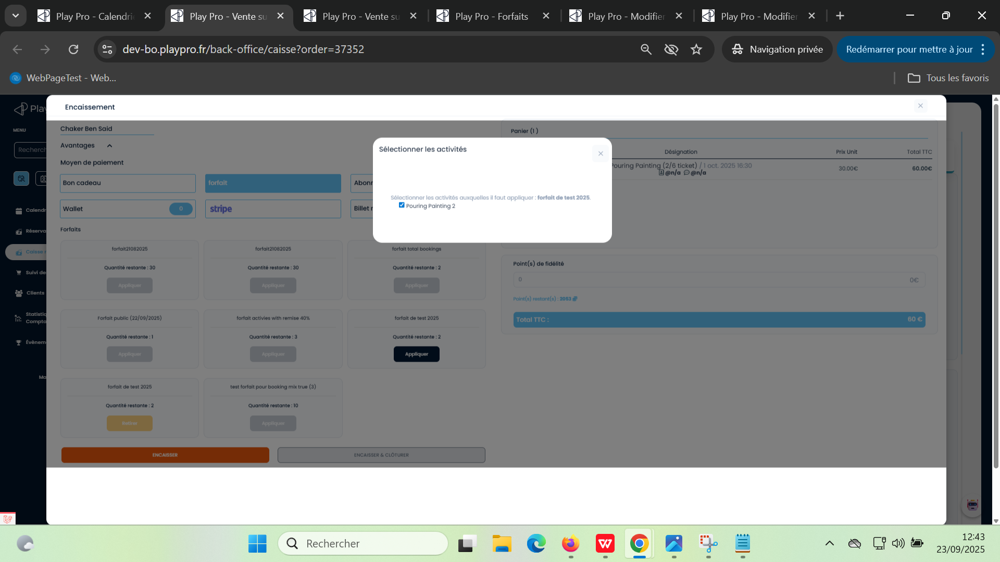 Play Pro - Calendri
Play Pro - Vente su
Play Pro - Vente su
Play Pro - Forfaits
Play Pro - Modifier
Play Pro - Modifier
dev-bo.playpro.fr/back-office/caisse?order=37352
Navigation privée
Redémarrer pour mettre à jour
WebPageTest - Web...
Tous les favoris
Play
MENU
Recherch
Calendr
Réserva
Caisse r
Suivi de
Clients
Statistiq
Compta
Évènem
Ma
Encaissement
Chaker Ben Said
Avantages
Moyen de paiement
Bon cadeau
forfait
Abonn
Wallet
0
stripe
Billet r
Forfaits
forfait21082025
Quantité restante : 30
Appliquer
forfait21082025
Quantité restante : 30
Appliquer
forfait total bookings
Quantité restante : 2
Appliquer
Forfait public (22/09/2025)
Quantité restante : 1
Appliquer
forfait activies with remise 40%
Quantité restante : 3
Appliquer
forfait de test 2025
Quantité restante : 2
Appliquer
forfait de test 2025
Quantité restante : 2
Retirer
test forfait pour booking mix true (3)
Quantité restante : 10
Appliquer
ENCAISSER
ENCAISSER & CLÔTURER
Sélectionner les activités
Sélectionner les activités auxquelles il faut appliquer : forfait de test 2025.
Pouring Painting 2
Panier (1)
Désignation
Prix Unit
Total TTC
Pouring Painting (2/6 ticket) / 1 oct. 2025 16:30
@n/a @n/a
30.00€
60.00€
Point(s) de fidélité
0
0€
Point(s) restant(s) : 2053
Total TTC :
60 €
Rechercher
12:43
23/09/2025